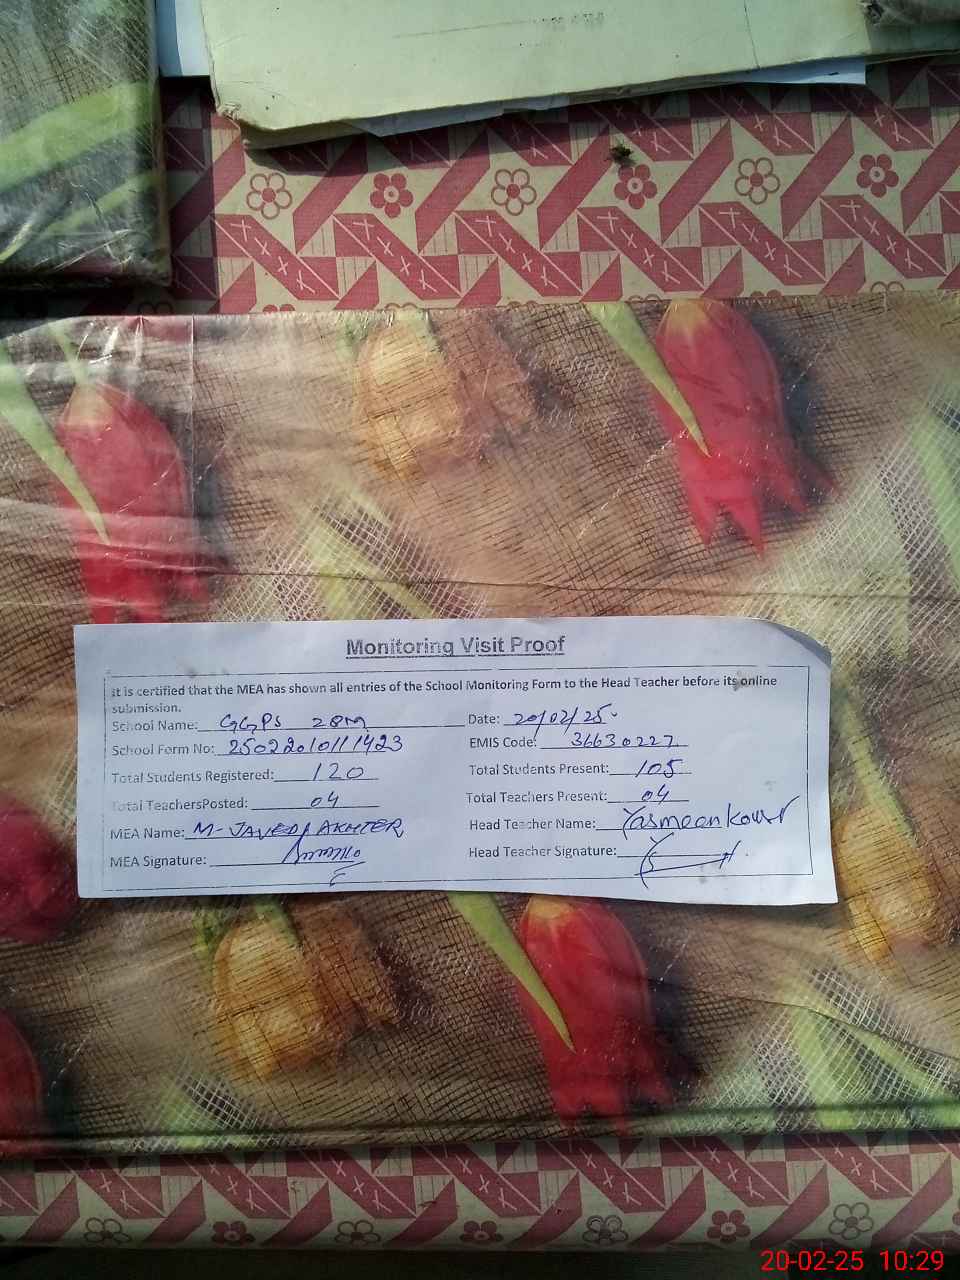 Monitoring Visit Proof
it is certified that the MEA has shown all entries of the School Monitoring Form to the Head Teacher before its online
submission.
School Name: GGPS 28M Date: 20/02/25
School Form No: 25022010111423 EMIS Code: 36630227
Total Students Registered: 120 Total Students Present: 105
Total TeachersPosted: 04 Total Teachers Present: 04
MEA Name: M-JAVED AKHTER Head Teacher Name: Yasmeen kousr
MEA Signature: Head Teacher Signature:
20-02-25 10:29